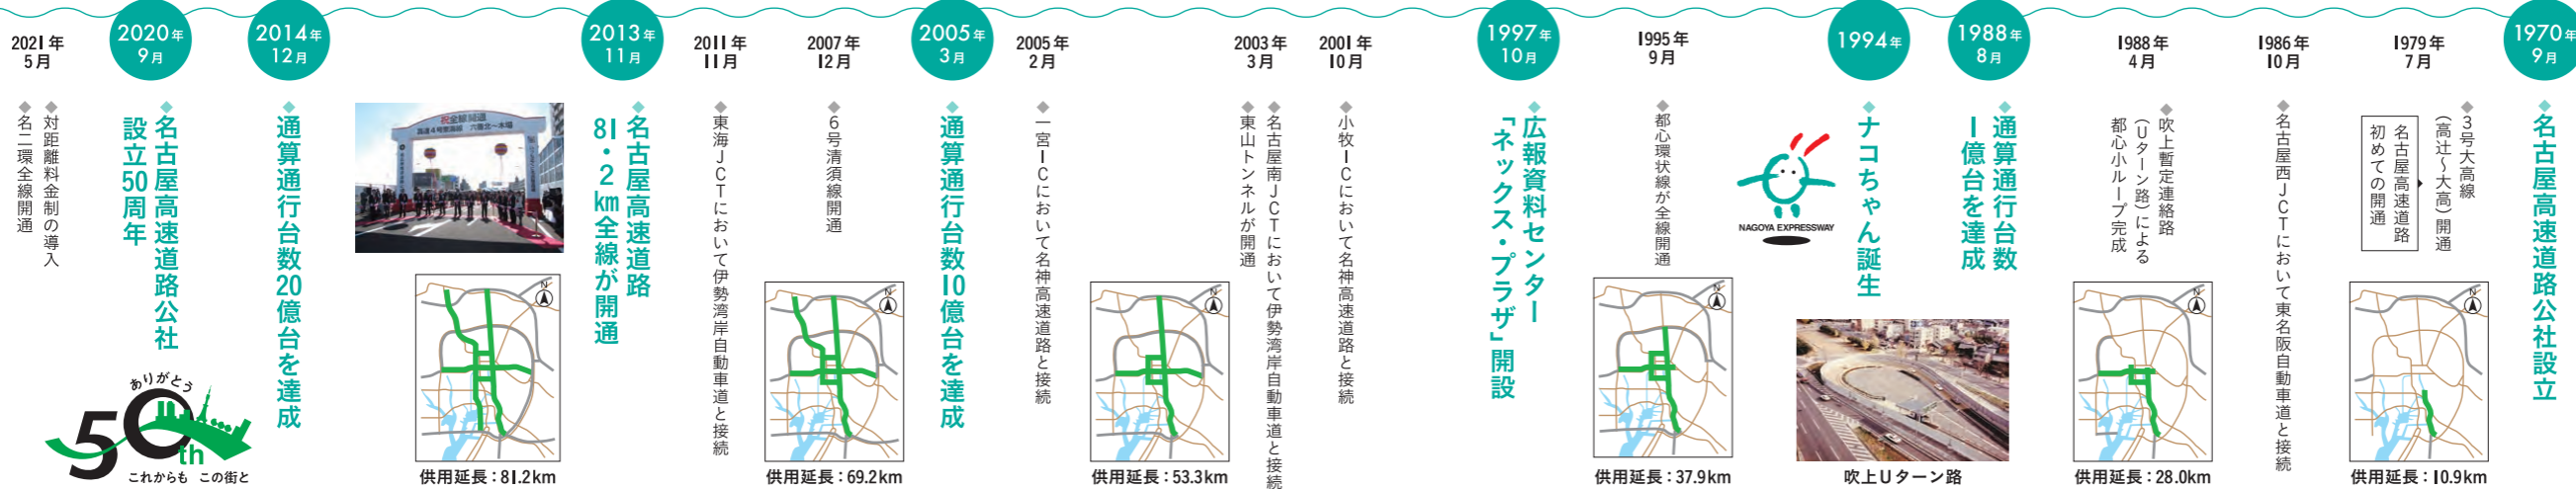 1970年
9月
◆名古屋高速道路公社設立
1979年
7月
◆3号大高線
(高辻～大高)開通
名古屋高速道路
初めての開通
N
供用延長：10.9km
1986年
10月
◆名古屋西JCTにおいて東名阪自動車道と接続
1988年
4月
◆吹上暫定連絡路
(Uターン路)による
都心小ループ完成
N
供用延長：28.0km
1988年
8月
◆通算通行台数
1億台を達成
1994年
◆ナコちゃん誕生
NAGOYA EXPRESSWAY
吹上Uターン路
1995年
9月
◆都心環状線が全線開通
N
供用延長：37.9km
1997年
10月
◆広報資料センター
「ネックス・プラザ」開設
2001年
10月
◆小牧ICにおいて名神高速道路と接続
2003年
3月
◆名古屋南JCTにおいて伊勢湾岸自動車道と接続
◆東山トンネルが開通
N
供用延長：53.3km
2005年
2月
◆一宮ICにおいて名神高速道路と接続
2005年
3月
◆通算通行台数10億台を達成
2007年
12月
◆6号清須線開通
N
供用延長：69.2km
2011年
11月
◆東海JCTにおいて伊勢湾岸自動車道と接続
2013年
11月
◆名古屋高速道路
81・2km全線が開通
祝全線開通
高速4号東海線 六番北～木場
N
供用延長：81.2km
2014年
12月
◆通算通行台数20億台を達成
2020年
9月
◆名古屋高速道路公社
設立50周年
ありがとう
50th
これからも この街と
2021年
5月
◆対距離料金制の導入
◆名二環全線開通